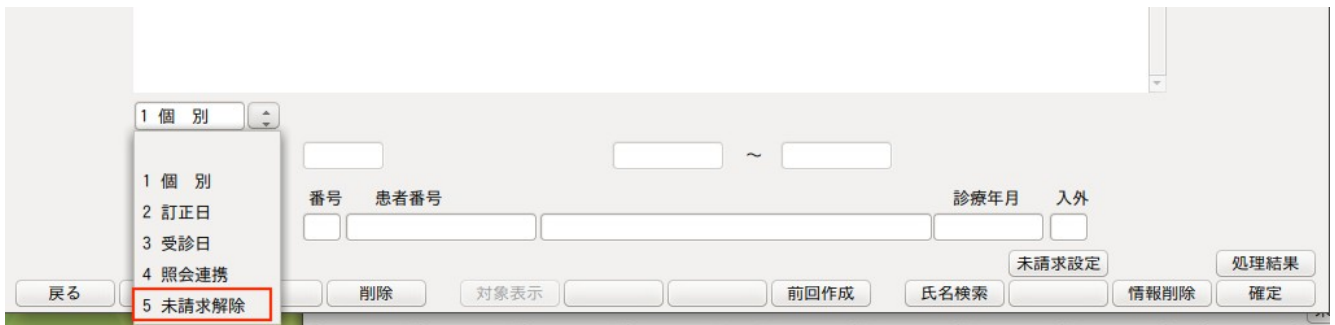 1 個　別
～
1 個　別
2 訂正日
3 受診日
4 照会連携
5 未請求解除
番号 患者番号 診療年月 入外
未請求設定 処理結果
戻る 削除 対象表示 前回作成 氏名検索 情報削除 確定